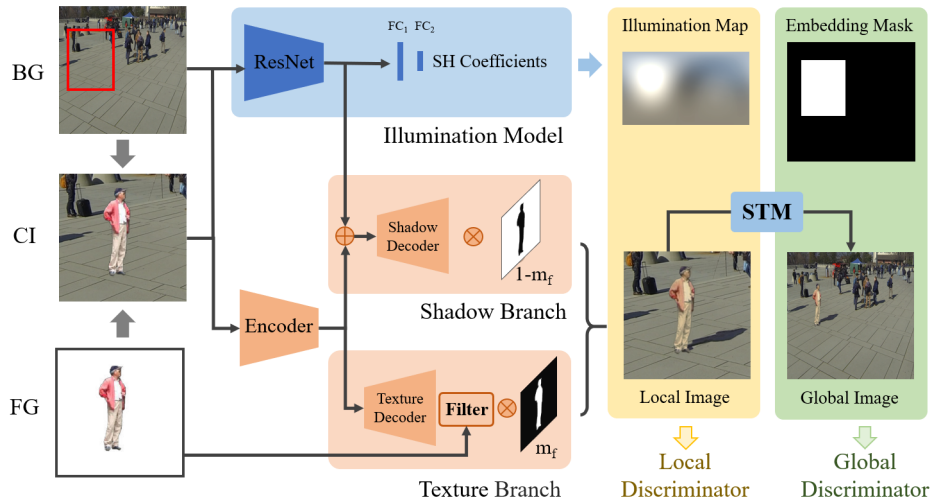 BG
CI
FG
ResNet
FC1 FC2
SH Coefficients
Illumination Model
Shadow
Decoder
1-mf
Shadow Branch
Encoder
Texture
Decoder
Filter
mf
Texture Branch
Illumination Map
Embedding Mask
STM
Local Image
Global Image
Local
Discriminator
Global
Discriminator